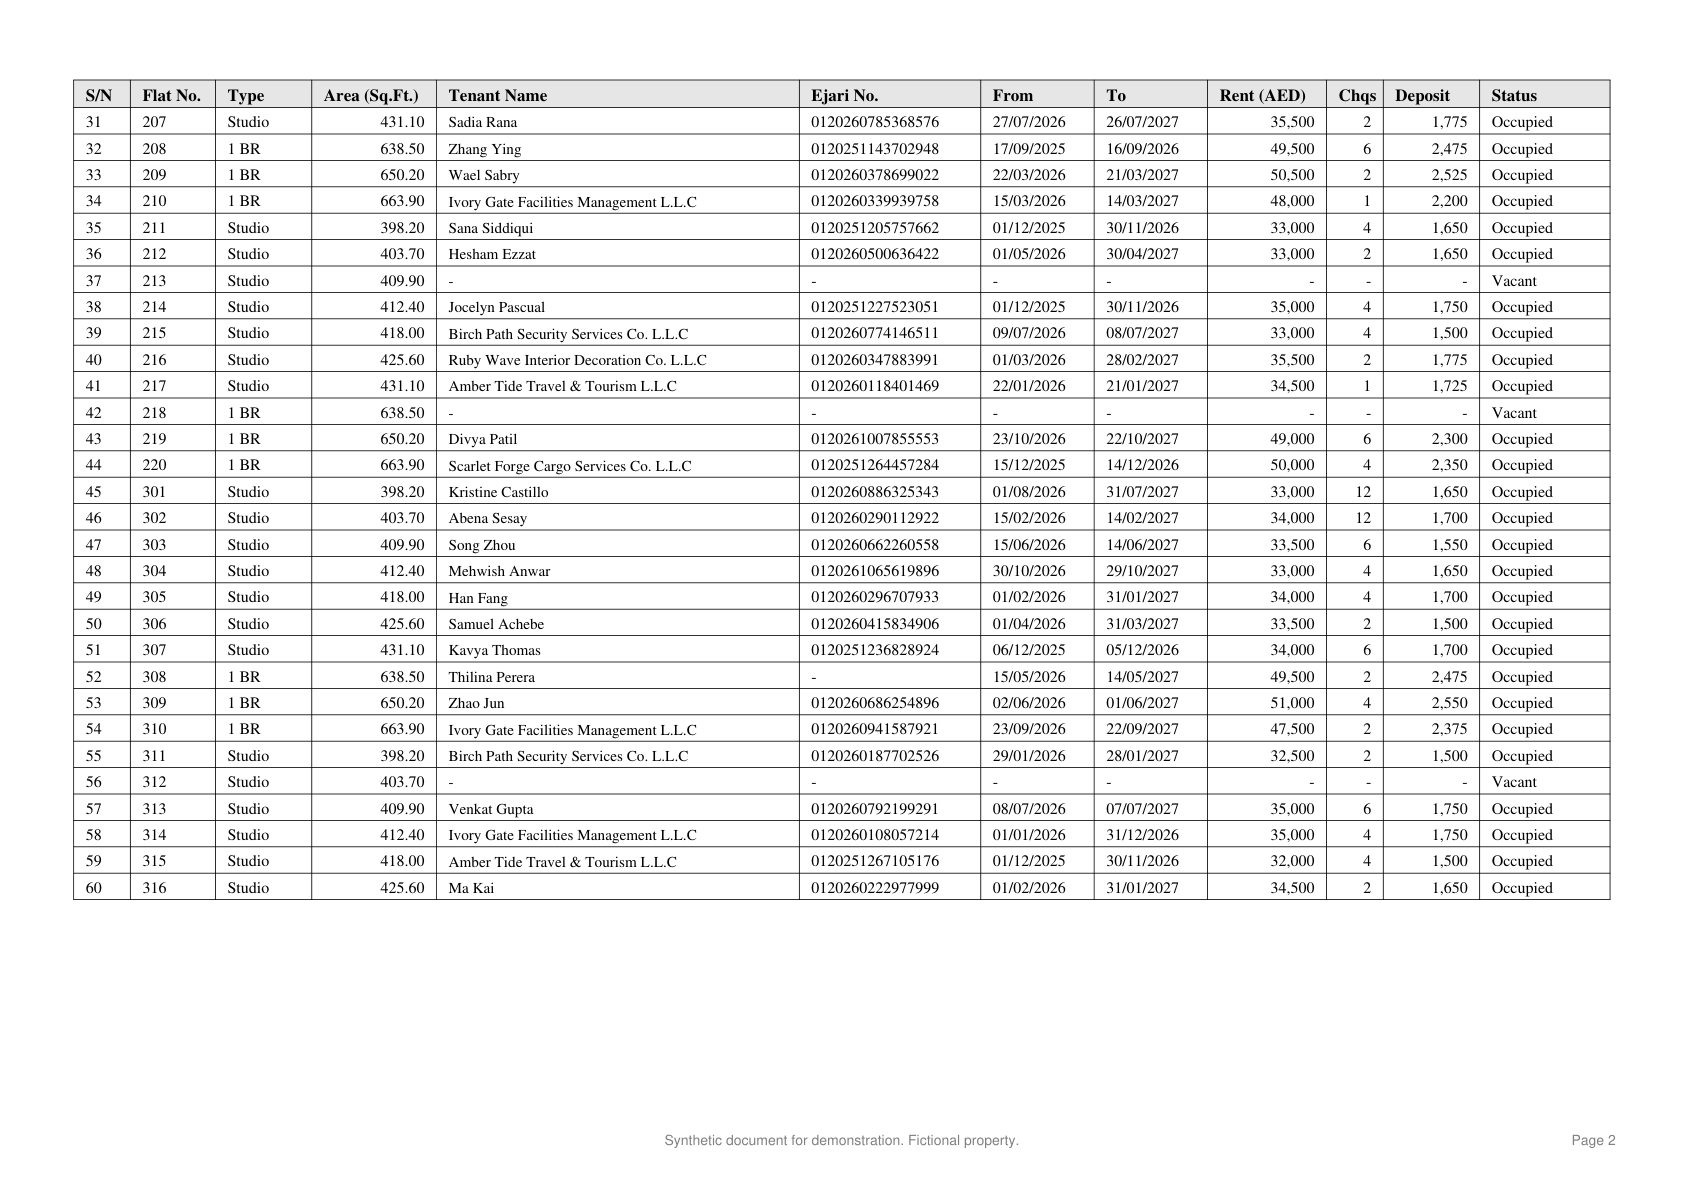 S/N Flat No. Type Area (Sq.Ft.) Tenant Name Ejari No. From To Rent (AED) Chqs Deposit Status
31 207 Studio 431.10 Sadia Rana 0120260785368576 27/07/2026 26/07/2027 35,500 2 1,775 Occupied
32 208 1 BR 638.50 Zhang Ying 0120251143702948 17/09/2025 16/09/2026 49,500 6 2,475 Occupied
33 209 1 BR 650.20 Wael Sabry 0120260378699022 22/03/2026 21/03/2027 50,500 2 2,525 Occupied
34 210 1 BR 663.90 Ivory Gate Facilities Management L.L.C 0120260339939758 15/03/2026 14/03/2027 48,000 1 2,200 Occupied
35 211 Studio 398.20 Sana Siddiqui 0120251205757662 01/12/2025 30/11/2026 33,000 4 1,650 Occupied
36 212 Studio 403.70 Hesham Ezzat 0120260500636422 01/05/2026 30/04/2027 33,000 2 1,650 Occupied
37 213 Studio 409.90 - - - - - - - Vacant
38 214 Studio 412.40 Jocelyn Pascual 0120251227523051 01/12/2025 30/11/2026 35,000 4 1,750 Occupied
39 215 Studio 418.00 Birch Path Security Services Co. L.L.C 0120260774146511 09/07/2026 08/07/2027 33,000 4 1,500 Occupied
40 216 Studio 425.60 Ruby Wave Interior Decoration Co. L.L.C 0120260347883991 01/03/2026 28/02/2027 35,500 2 1,775 Occupied
41 217 Studio 431.10 Amber Tide Travel & Tourism L.L.C 0120260118401469 22/01/2026 21/01/2027 34,500 1 1,725 Occupied
42 218 1 BR 638.50 - - - - - - - Vacant
43 219 1 BR 650.20 Divya Patil 0120261007855553 23/10/2026 22/10/2027 49,000 6 2,300 Occupied
44 220 1 BR 663.90 Scarlet Forge Cargo Services Co. L.L.C 0120251264457284 15/12/2025 14/12/2026 50,000 4 2,350 Occupied
45 301 Studio 398.20 Kristine Castillo 0120260886325343 01/08/2026 31/07/2027 33,000 12 1,650 Occupied
46 302 Studio 403.70 Abena Sesay 0120260290112922 15/02/2026 14/02/2027 34,000 12 1,700 Occupied
47 303 Studio 409.90 Song Zhou 0120260662260558 15/06/2026 14/06/2027 33,500 6 1,550 Occupied
48 304 Studio 412.40 Mehwish Anwar 0120261065619896 30/10/2026 29/10/2027 33,000 4 1,650 Occupied
49 305 Studio 418.00 Han Fang 0120260296707933 01/02/2026 31/01/2027 34,000 4 1,700 Occupied
50 306 Studio 425.60 Samuel Achebe 0120260415834906 01/04/2026 31/03/2027 33,500 2 1,500 Occupied
51 307 Studio 431.10 Kavya Thomas 0120251236828924 06/12/2025 05/12/2026 34,000 6 1,700 Occupied
52 308 1 BR 638.50 Thilina Perera - 15/05/2026 14/05/2027 49,500 2 2,475 Occupied
53 309 1 BR 650.20 Zhao Jun 0120260686254896 02/06/2026 01/06/2027 51,000 4 2,550 Occupied
54 310 1 BR 663.90 Ivory Gate Facilities Management L.L.C 0120260941587921 23/09/2026 22/09/2027 47,500 2 2,375 Occupied
55 311 Studio 398.20 Birch Path Security Services Co. L.L.C 0120260187702526 29/01/2026 28/01/2027 32,500 2 1,500 Occupied
56 312 Studio 403.70 - - - - - - - Vacant
57 313 Studio 409.90 Venkat Gupta 0120260792199291 08/07/2026 07/07/2027 35,000 6 1,750 Occupied
58 314 Studio 412.40 Ivory Gate Facilities Management L.L.C 0120260108057214 01/01/2026 31/12/2026 35,000 4 1,750 Occupied
59 315 Studio 418.00 Amber Tide Travel & Tourism L.L.C 0120251267105176 01/12/2025 30/11/2026 32,000 4 1,500 Occupied
60 316 Studio 425.60 Ma Kai 0120260222977999 01/02/2026 31/01/2027 34,500 2 1,650 Occupied
Synthetic document for demonstration. Fictional property. Page 2